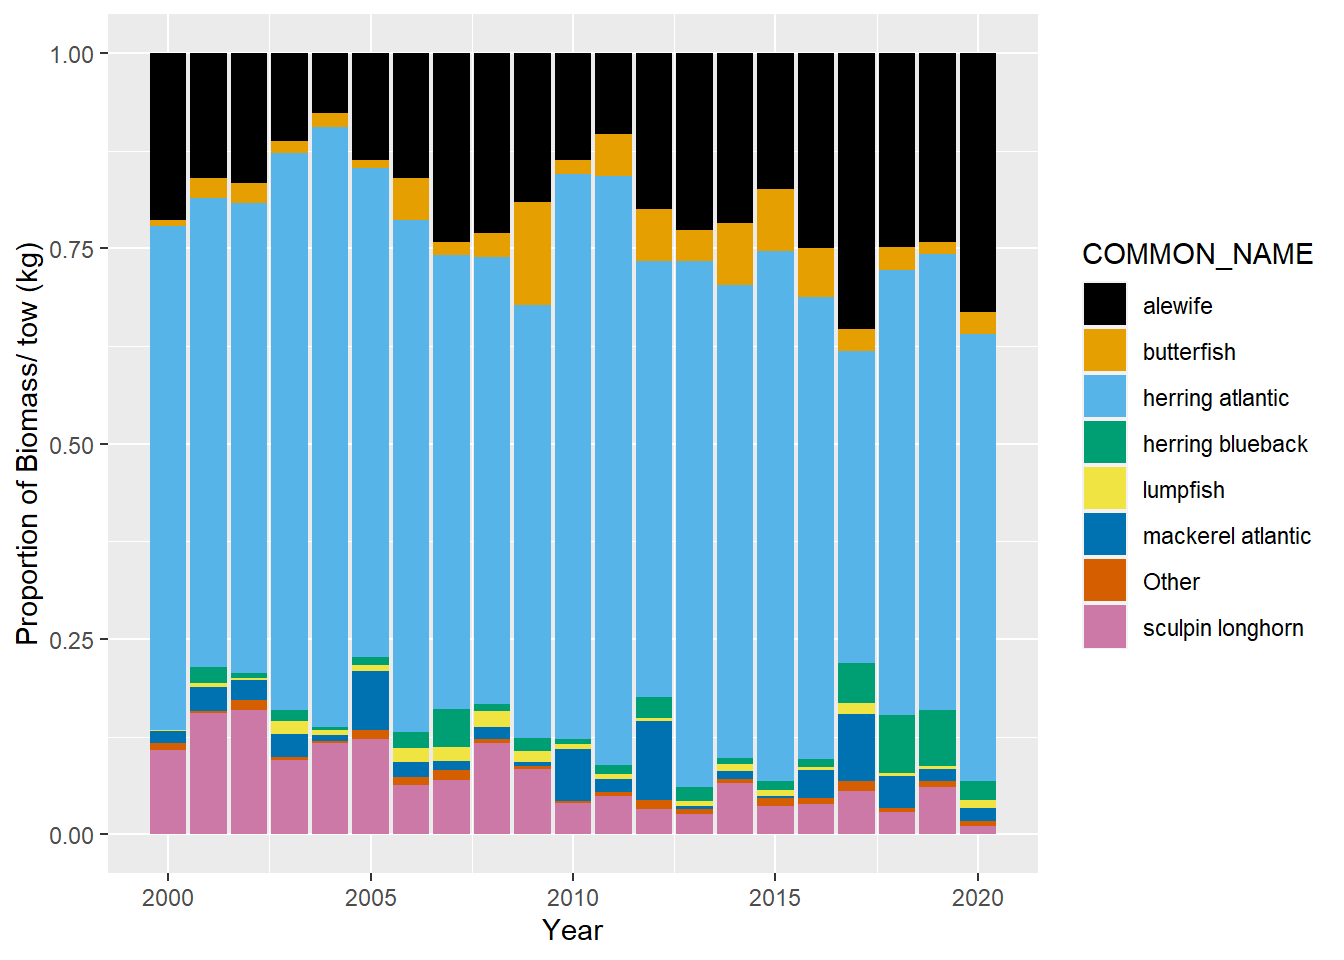 1.00
0.75
0.50
0.25
0.00
Proportion of Biomass/ tow (kg)
2000
2005
2010
2015
2020
Year
COMMON_NAME
alewife
butterfish
herring atlantic
herring blueback
lumpfish
mackerel atlantic
Other
sculpin longhorn